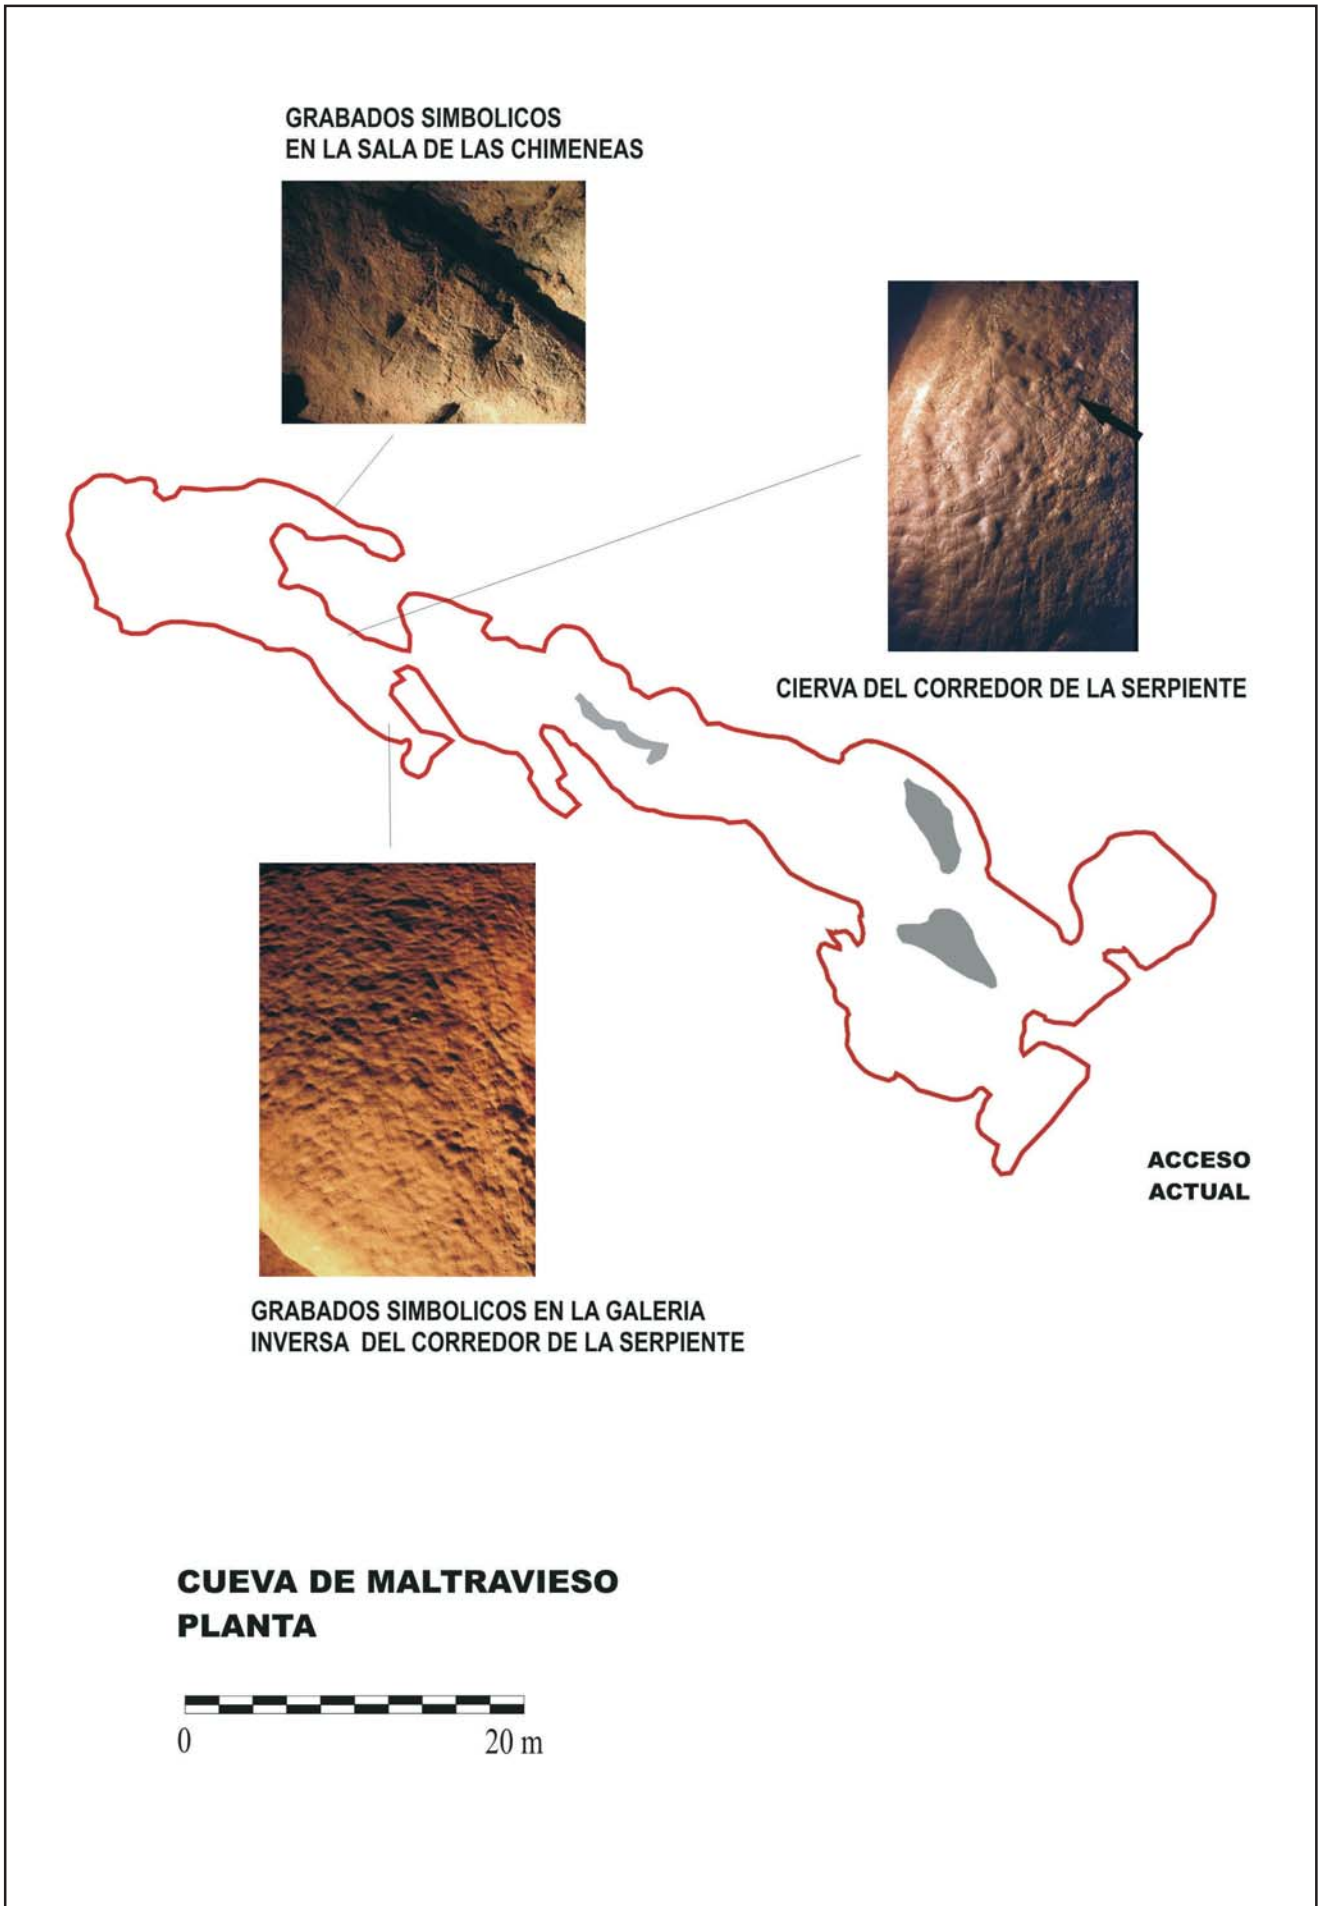 GRABADOS SIMBOLICOS
EN LA SALA DE LAS CHIMENEAS
CIERVA DEL CORREDOR DE LA SERPIENTE
ACCESO
ACTUAL
GRABADOS SIMBOLICOS EN LA GALERIA
INVERSA DEL CORREDOR DE LA SERPIENTE
CUEVA DE MALTRAVIESO
PLANTA
0 20 m